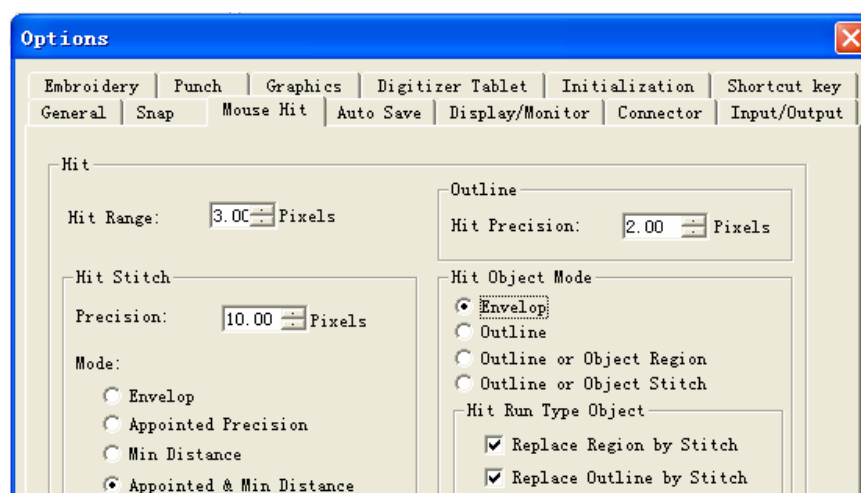 Options
Embroidery Punch Graphics Digitizer Tablet Initialization Shortcut key
General Snap Mouse Hit Auto Save Display/Monitor Connector Input/Output
Hit
Hit Range: 3.00 Pixels
Outline
Hit Precision: 2.00 Pixels
Hit Stitch
Precision: 10.00 Pixels
Mode:
Envelop
Appointed Precision
Min Distance
Appointed & Min Distance
Hit Object Mode
Envelop
Outline
Outline or Object Region
Outline or Object Stitch
Hit Run Type Object
Replace Region by Stitch
Replace Outline by Stitch